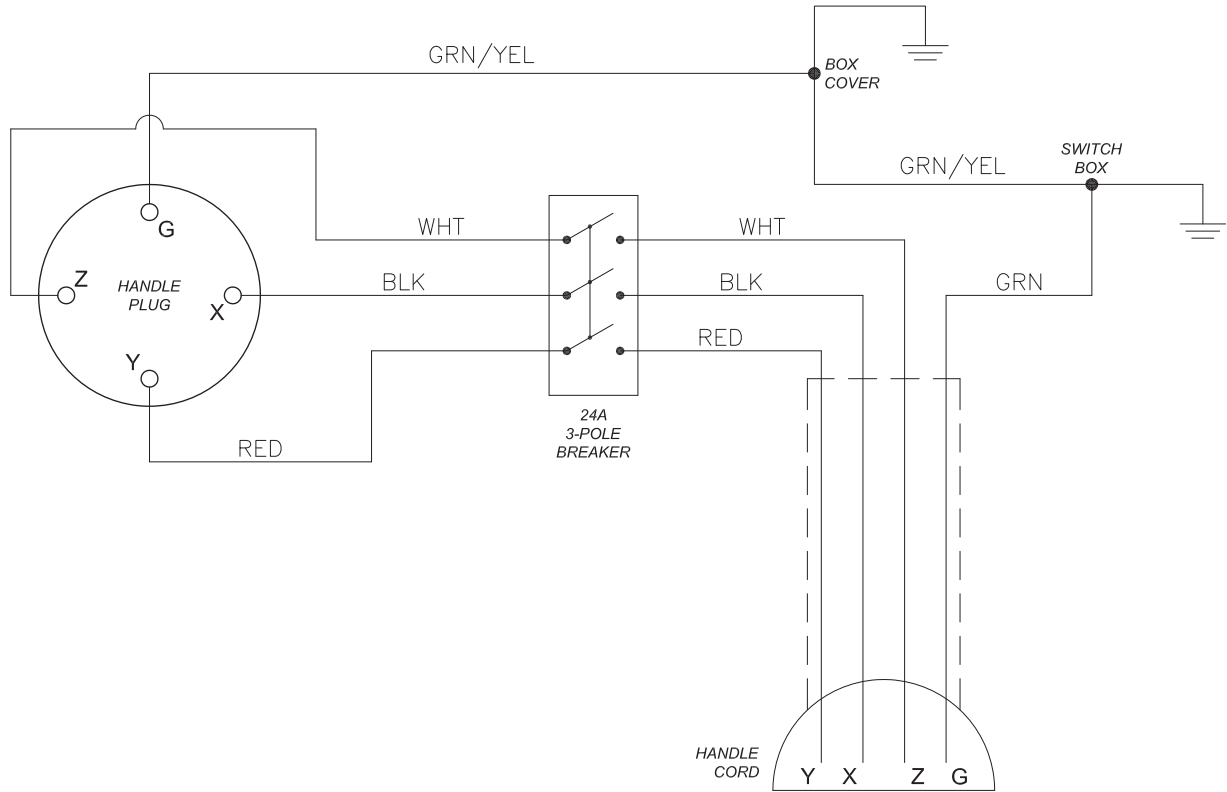 GRN/YEL
BOX
COVER
SWITCH
BOX
GRN/YEL
G
WHT
WHT
Z
HANDLE
PLUG
X
BLK
BLK
GRN
Y
RED
24A
3-POLE
BREAKER
RED
HANDLE
CORD
Y X Z G